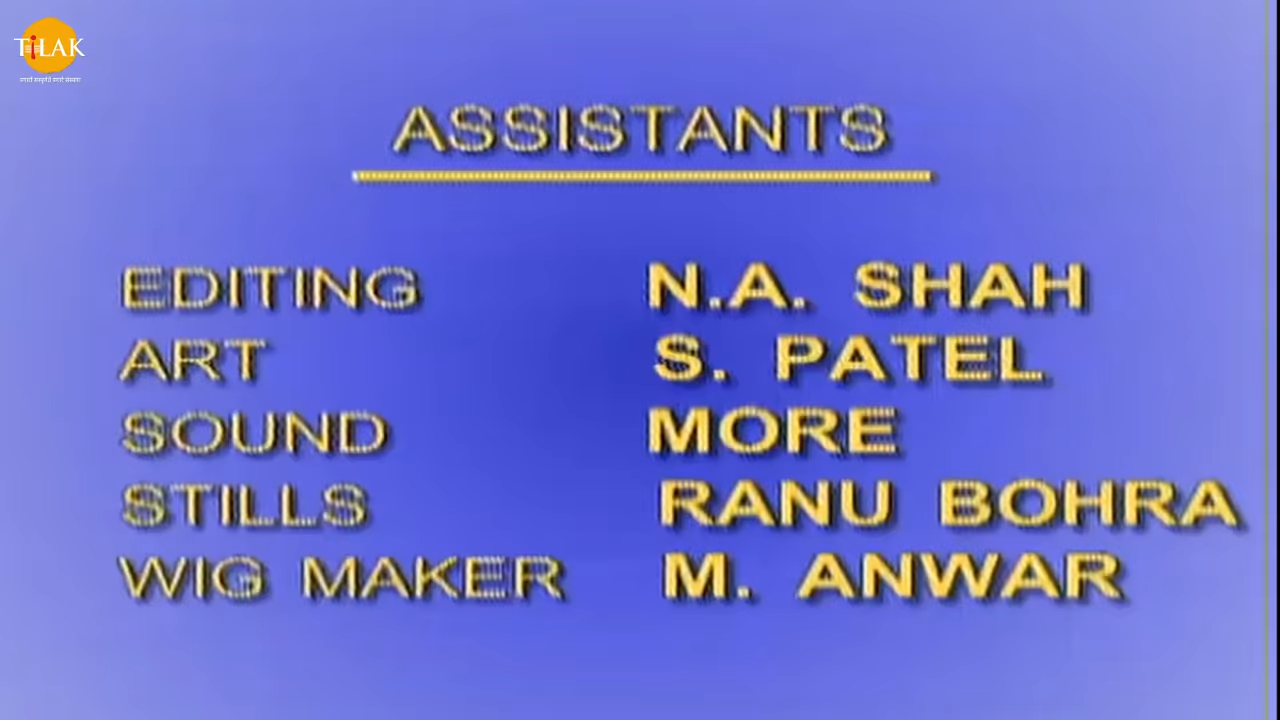 TiLAK
ASSISTANTS
EDITING N.A. SHAH
ART S. PATEL
SOUND MORE
STILLS RANU BOHRA
WIG MAKER M. ANWAR